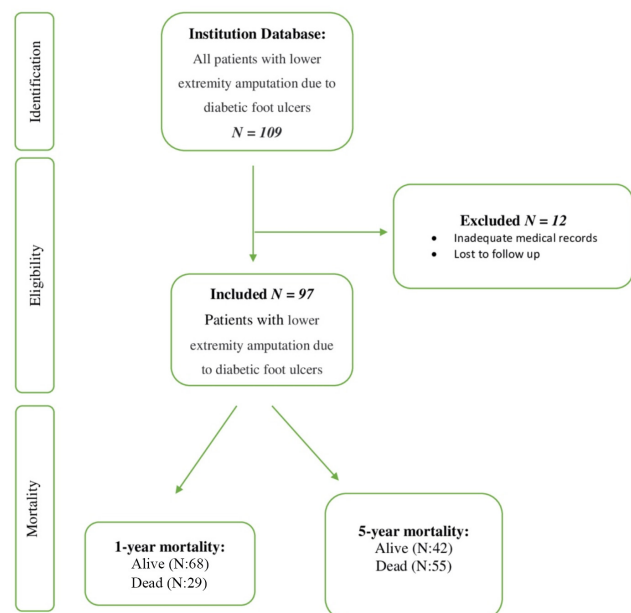 Identification
Institution Database:
All patients with lower
extremity amputation due to
diabetic foot ulcers
N = 109
Eligibility
Excluded N = 12
• Inadequate medical records
• Lost to follow up
Included N = 97
Patients with lower
extremity amputation due
to diabetic foot ulcers
Mortality
1-year mortality:
Alive (N:68)
Dead (N:29)
5-year mortality:
Alive (N:42)
Dead (N:55)